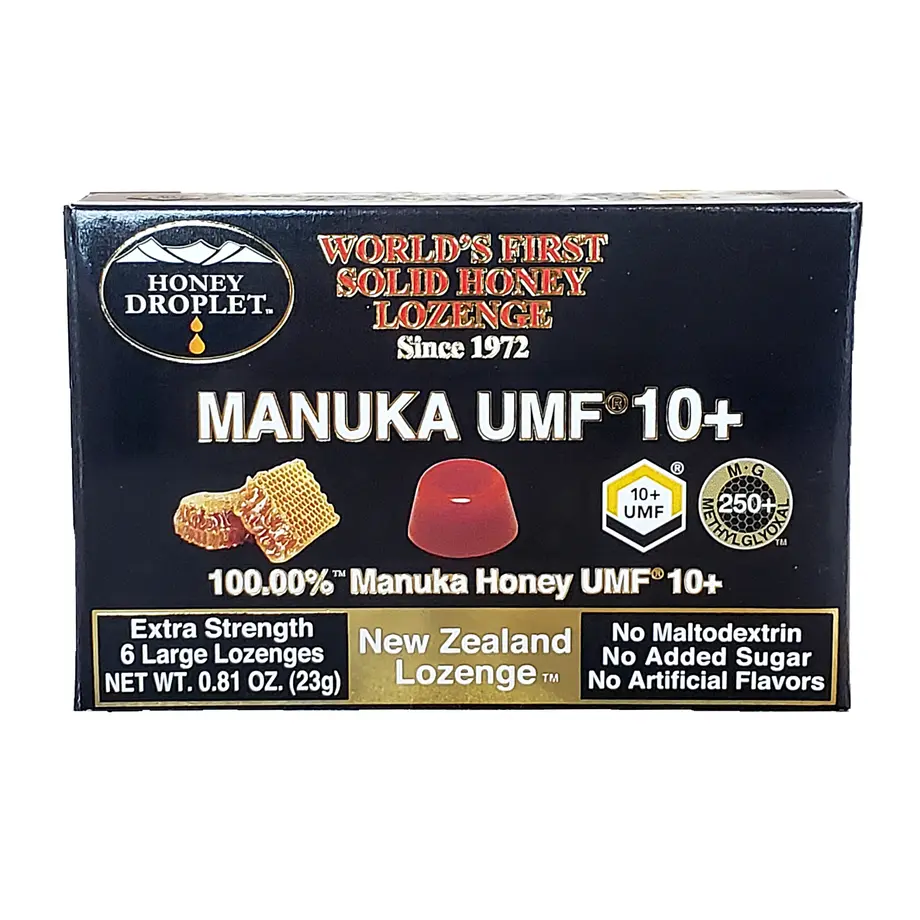 HONEY
DROPLET™
WORLD'S FIRST
SOLID HONEY
LOZENGE
Since 1972
MANUKA UMF® 10+
10+
UMF
®
M·G
250+
METHYLGLYOXAL
™
100.00%™ Manuka Honey UMF® 10+
Extra Strength
6 Large Lozenges
NET WT. 0.81 OZ. (23g)
New Zealand
Lozenge™
No Maltodextrin
No Added Sugar
No Artificial Flavors